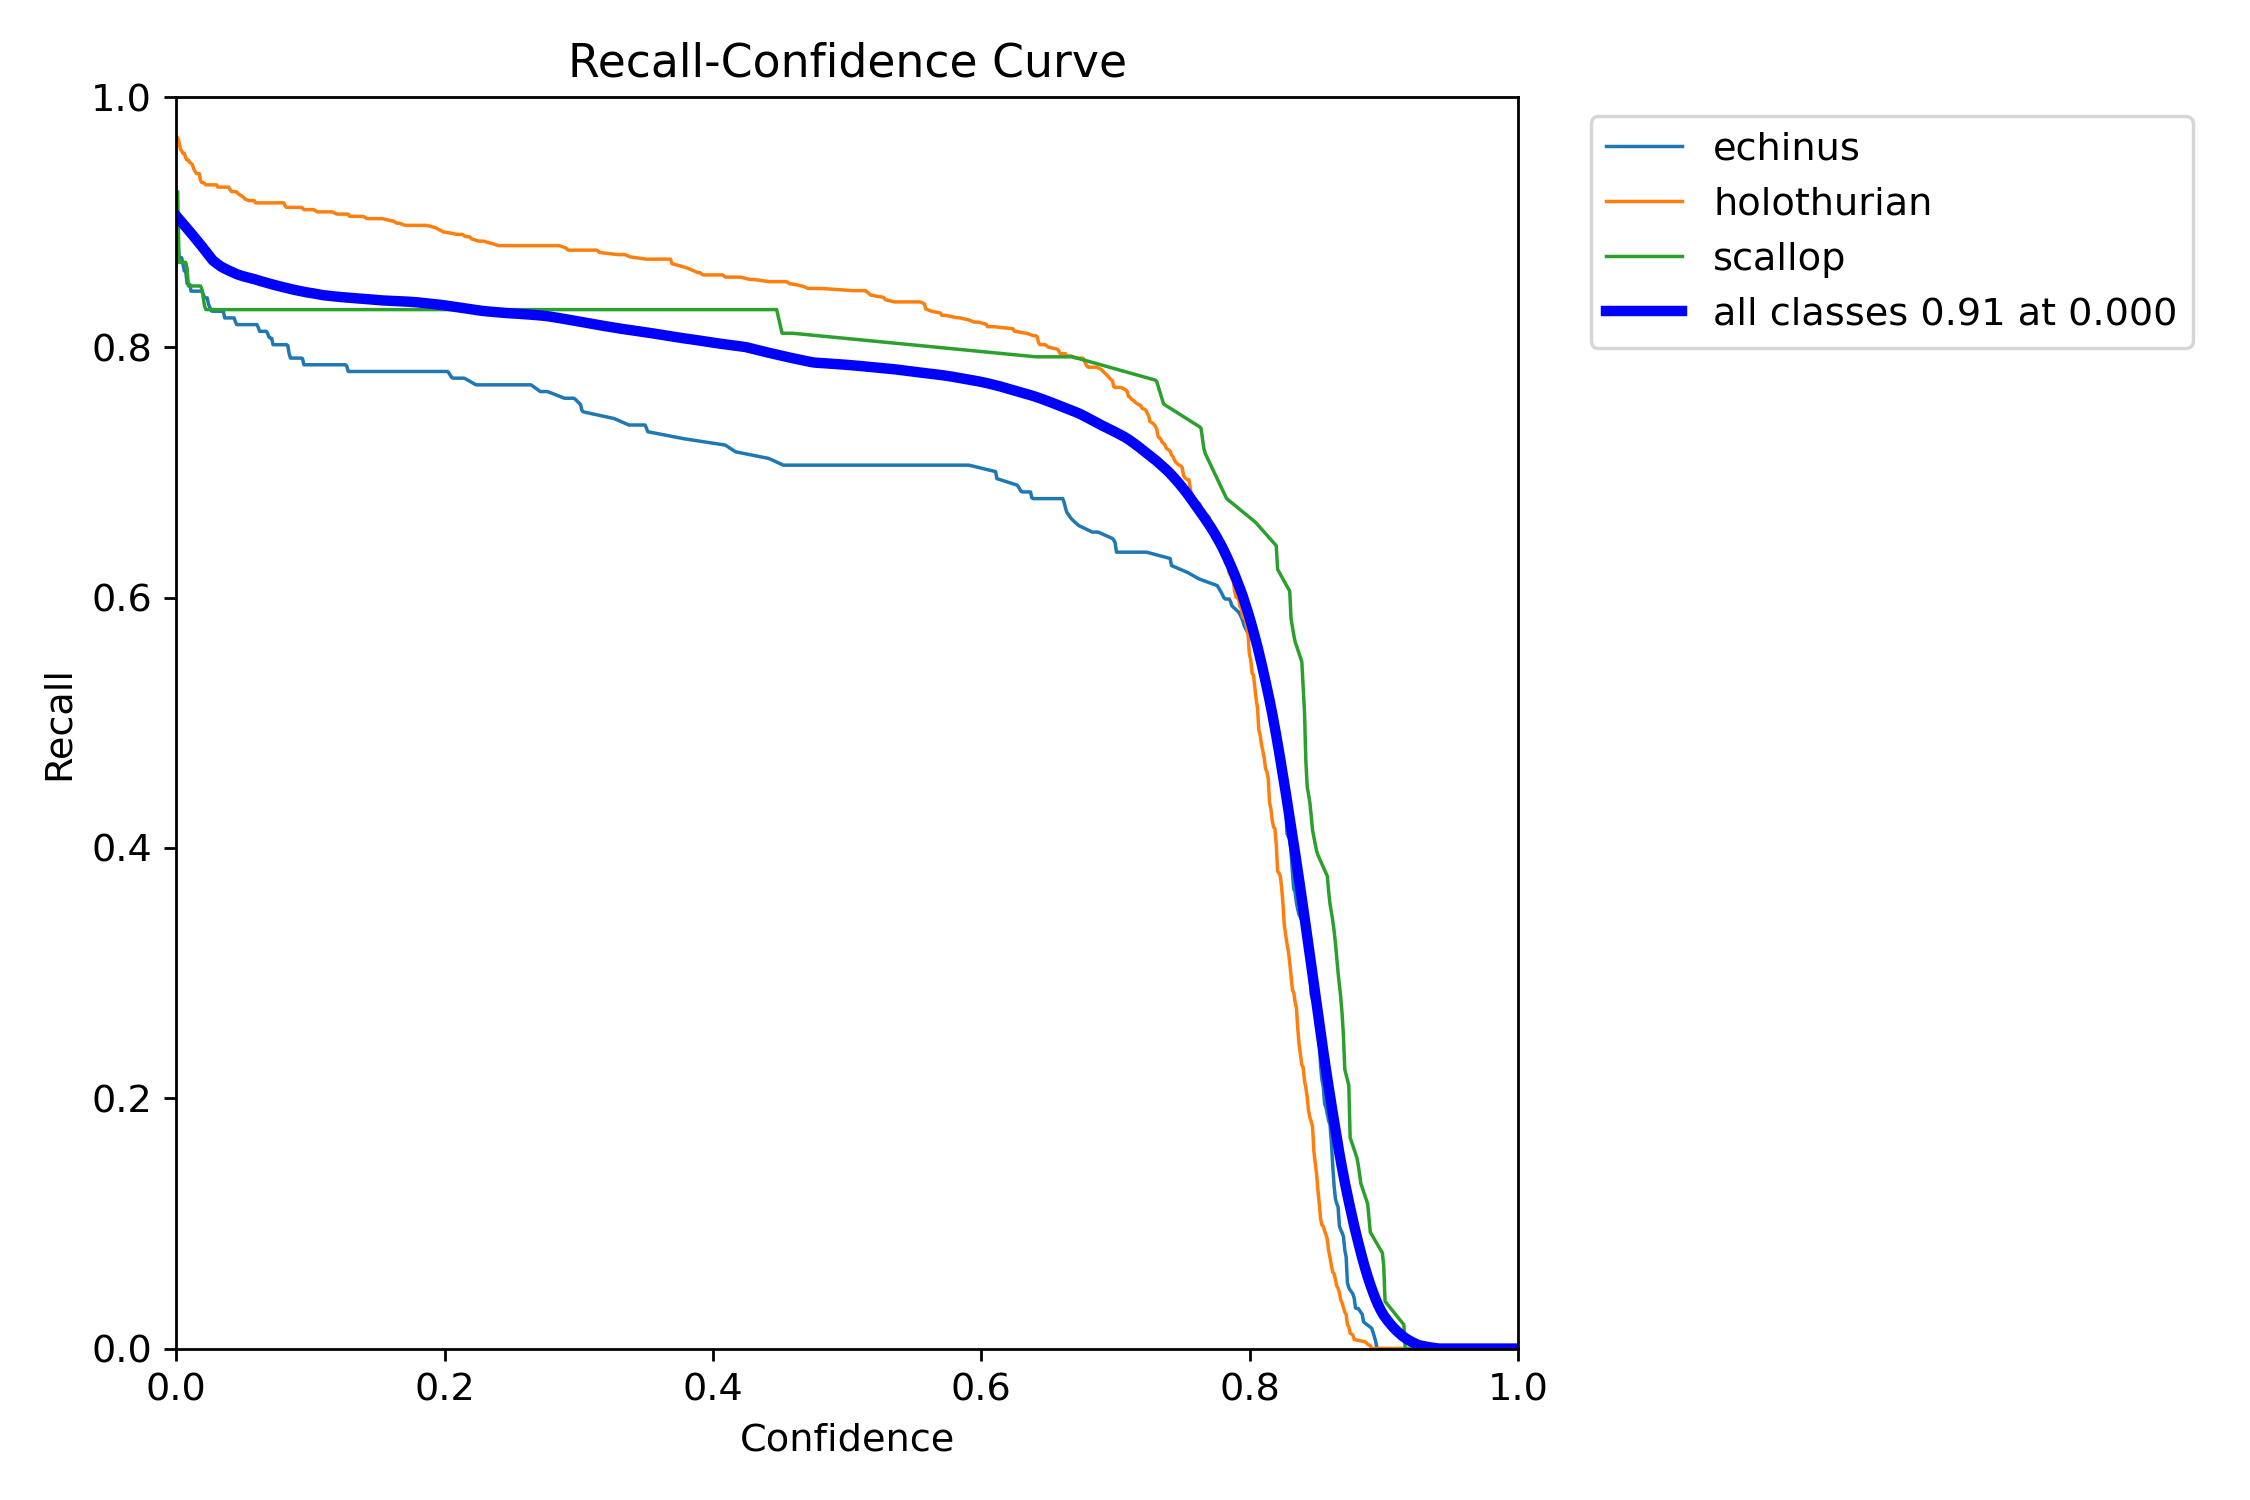 Recall-Confidence Curve
1.0
0.8
0.6
0.4
0.2
0.0
Recall
0.0 0.2 0.4 0.6 0.8 1.0
Confidence
echinus
holothurian
scallop
all classes 0.91 at 0.000